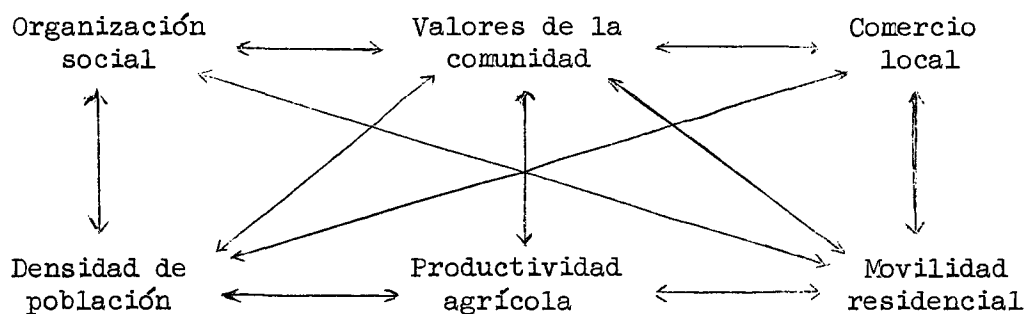 Organización
social
Valores de la
comunidad
Comercio
local
Densidad de
población
Productividad
agrícola
Movilidad
residencial